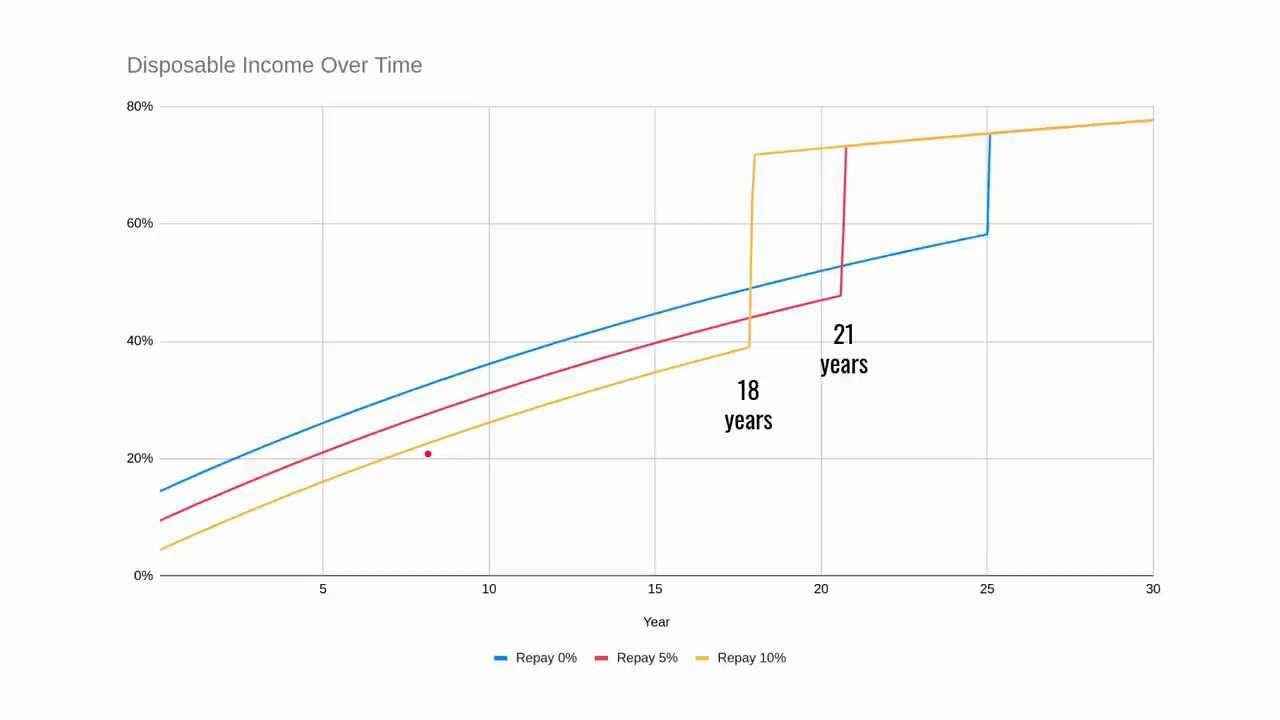 Disposable Income Over Time
80%
60%
40%
20%
0%
21
years
18
years
5 10 15 20 25 30
Year
Repay 0% Repay 5% Repay 10%